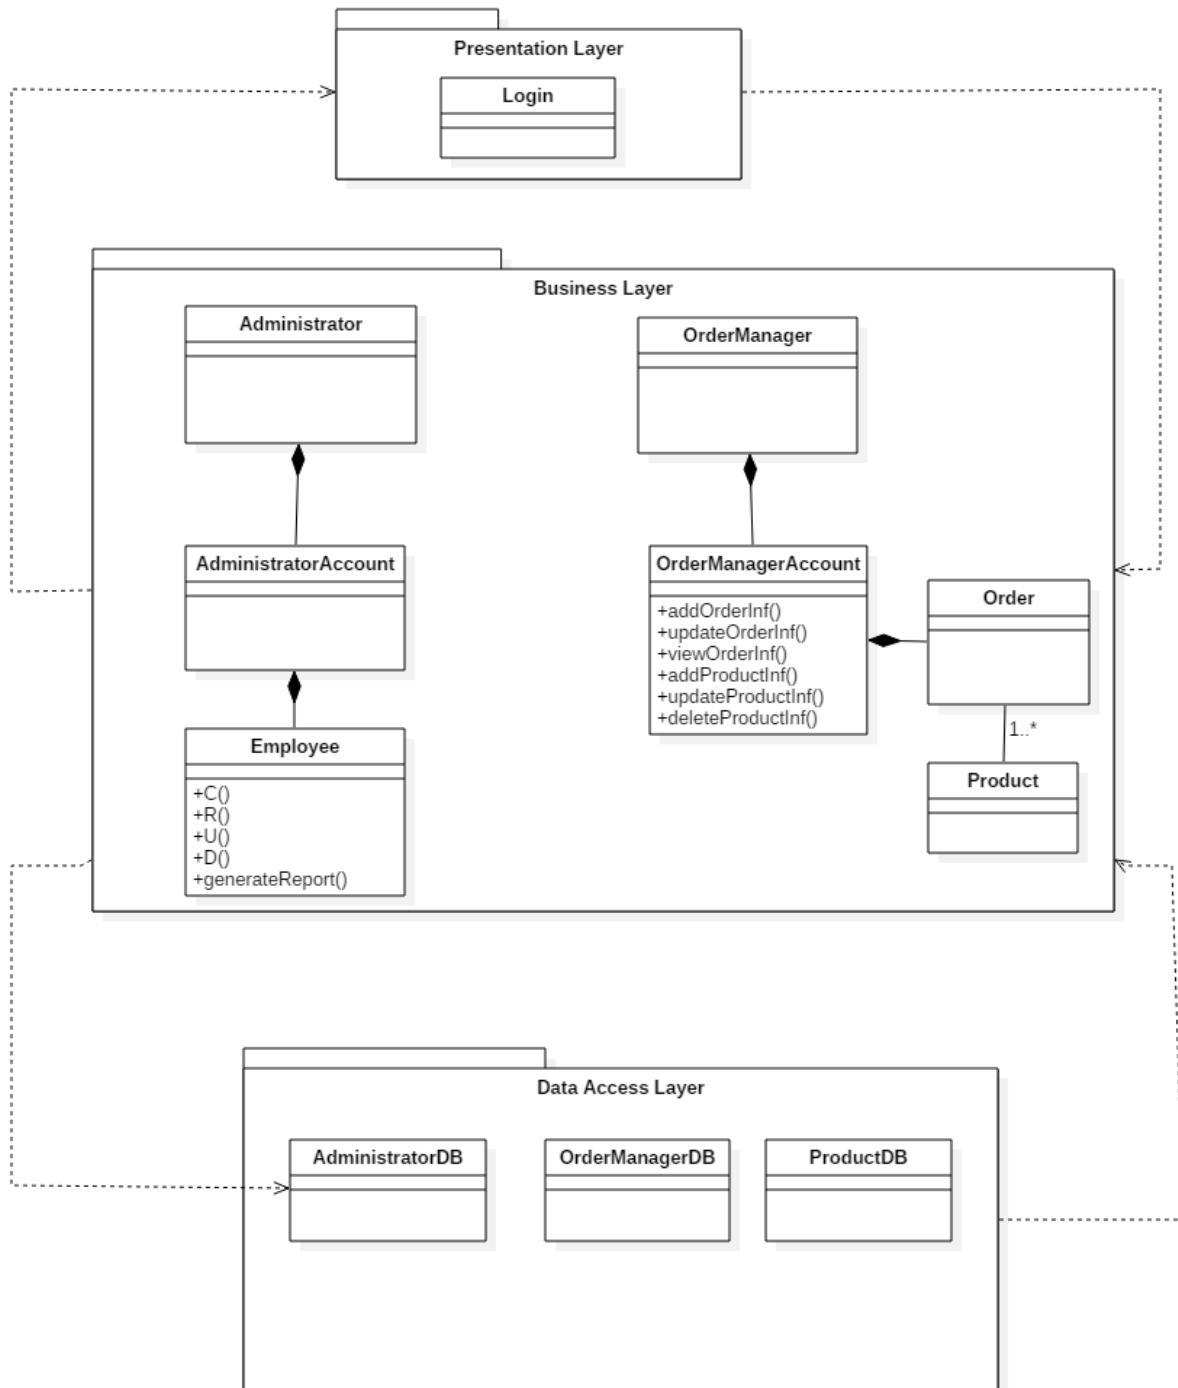 Presentation Layer
Login
Business Layer
Administrator
OrderManager
AdministratorAccount
OrderManagerAccount
+addOrderInf()
+updateOrderInf()
+viewOrderInf()
+addProductInf()
+updateProductInf()
+deleteProductInf()
Order
1..*
Product
Employee
+C()
+R()
+U()
+D()
+generateReport()
Data Access Layer
AdministratorDB
OrderManagerDB
ProductDB